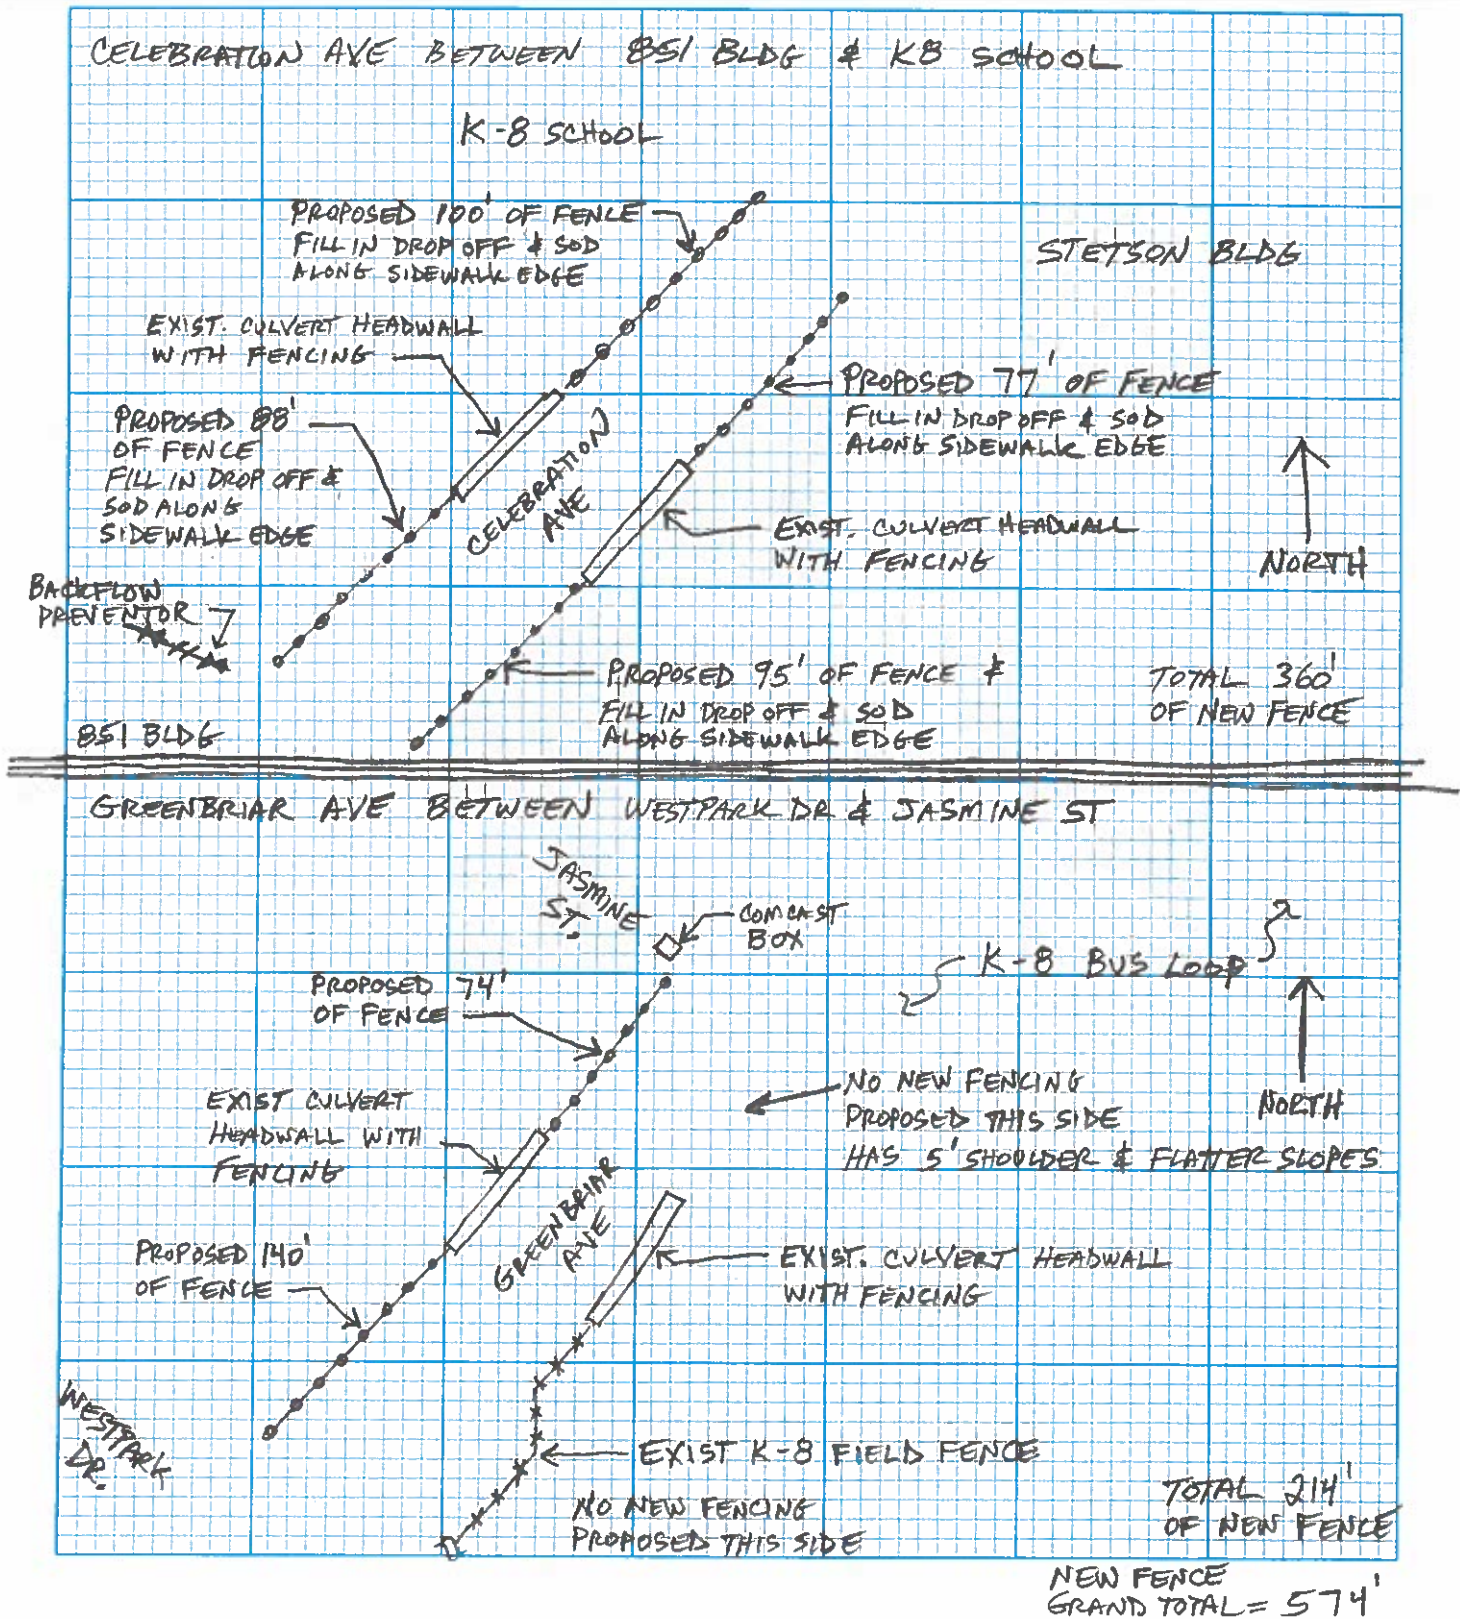 CELEBRATION AVE BETWEEN 851 BLDG & K8 SCHOOL
K-8 SCHOOL
PROPOSED 100' OF FENCE
FILL IN DROP OFF & SOD
ALONG SIDEWALK EDGE
STETSON BLDG
EXIST. CULVERT HEADWALL
WITH FENCING
PROPOSED 77' OF FENCE
FILL IN DROP OFF & SOD
ALONG SIDEWALK EDGE
PROPOSED 88'
OF FENCE
FILL IN DROP OFF &
SOD ALONG
SIDEWALK EDGE
CELEBRATION
AVE
EXIST. CULVERT HEADWALL
WITH FENCING
NORTH
BACKFLOW
PREVENTOR
PROPOSED 95' OF FENCE &
FILL IN DROP OFF & SOD
ALONG SIDEWALK EDGE
TOTAL 360'
OF NEW FENCE
851 BLDG
GREENBRIAR AVE BETWEEN WESTPARK DR & JASMINE ST
JASMINE
ST.
COMCAST
BOX
K-8 BUS LOOP
PROPOSED 74'
OF FENCE
NO NEW FENCING
PROPOSED THIS SIDE
HAS 5' SHOULDER & FLATTER SLOPES
NORTH
EXIST CULVERT
HEADWALL WITH
FENCING
GREENBRIAR
AVE
PROPOSED 140'
OF FENCE
EXIST. CULVERT HEADWALL
WITH FENCING
WESTPARK
DR.
EXIST K-8 FIELD FENCE
NO NEW FENCING
PROPOSED THIS SIDE
TOTAL 214'
OF NEW FENCE
NEW FENCE
GRAND TOTAL = 574'